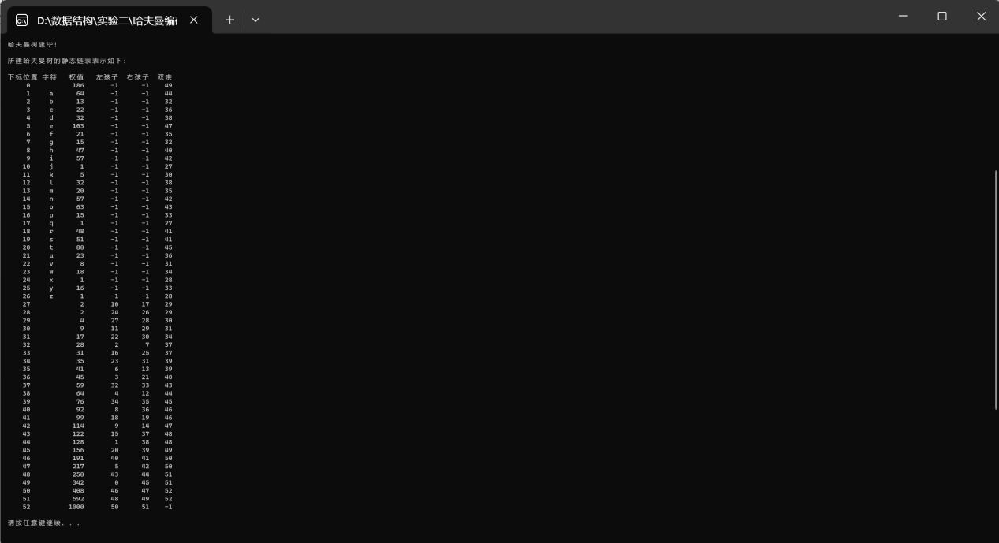 D:\数据结构\实验二\哈夫曼编
哈夫曼树建毕!
所建哈夫曼树的静态链表表示如下:
下标位置 字符 权值 左孩子 右孩子 双亲
0 186 -1 -1 49
1 a 64 -1 -1 44
2 b 13 -1 -1 32
3 c 22 -1 -1 36
4 d 32 -1 -1 38
5 e 103 -1 -1 47
6 f 21 -1 -1 35
7 g 15 -1 -1 32
8 h 47 -1 -1 40
9 i 57 -1 -1 42
10 j 1 -1 -1 27
11 k 5 -1 -1 30
12 l 32 -1 -1 38
13 m 20 -1 -1 35
14 n 57 -1 -1 42
15 o 63 -1 -1 43
16 p 15 -1 -1 33
17 q 1 -1 -1 27
18 r 48 -1 -1 41
19 s 51 -1 -1 41
20 t 80 -1 -1 45
21 u 23 -1 -1 36
22 v 8 -1 -1 31
23 w 18 -1 -1 34
24 x 1 -1 -1 28
25 y 16 -1 -1 33
26 z 1 -1 -1 28
27 2 10 17 29
28 2 24 26 29
29 4 27 28 30
30 9 11 29 31
31 17 22 30 34
32 28 2 7 37
33 31 16 25 37
34 35 23 31 39
35 41 6 13 39
36 45 3 21 40
37 59 32 33 43
38 64 4 12 44
39 76 34 35 45
40 92 8 36 46
41 99 18 19 46
42 114 9 14 47
43 122 15 37 48
44 128 1 38 48
45 156 20 39 49
46 191 40 41 50
47 217 5 42 50
48 250 43 44 51
49 342 0 45 51
50 408 46 47 52
51 592 48 49 52
52 1000 50 51 -1
请按任意键继续. . .